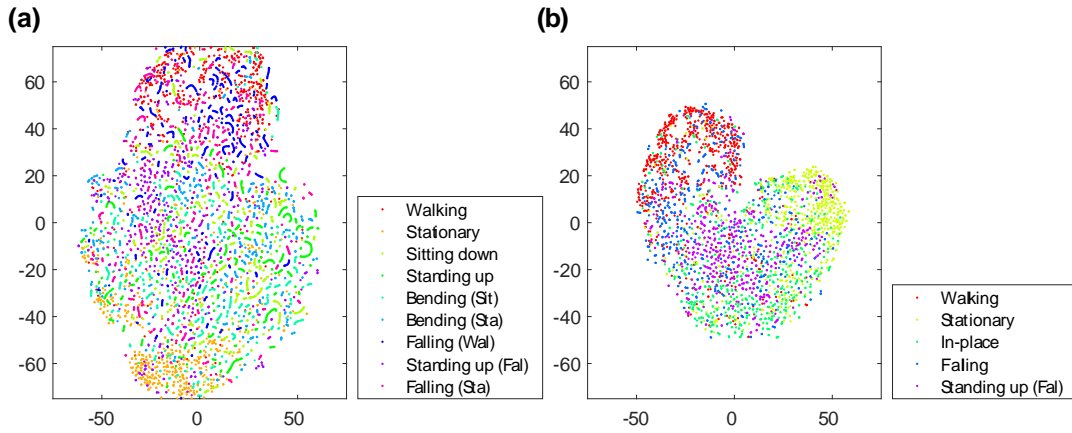 (a)
60
40
20
0
-20
-40
-60
-50
0
50
Walking
Stationary
Sitting down
Standing up
Bending (Sit)
Bending (Sta)
Falling (Wal)
Standing up (Fal)
Falling (Sta)
(b)
60
40
20
0
-20
-40
-60
-50
0
50
Walking
Stationary
In-place
Falling
Standing up (Fal)